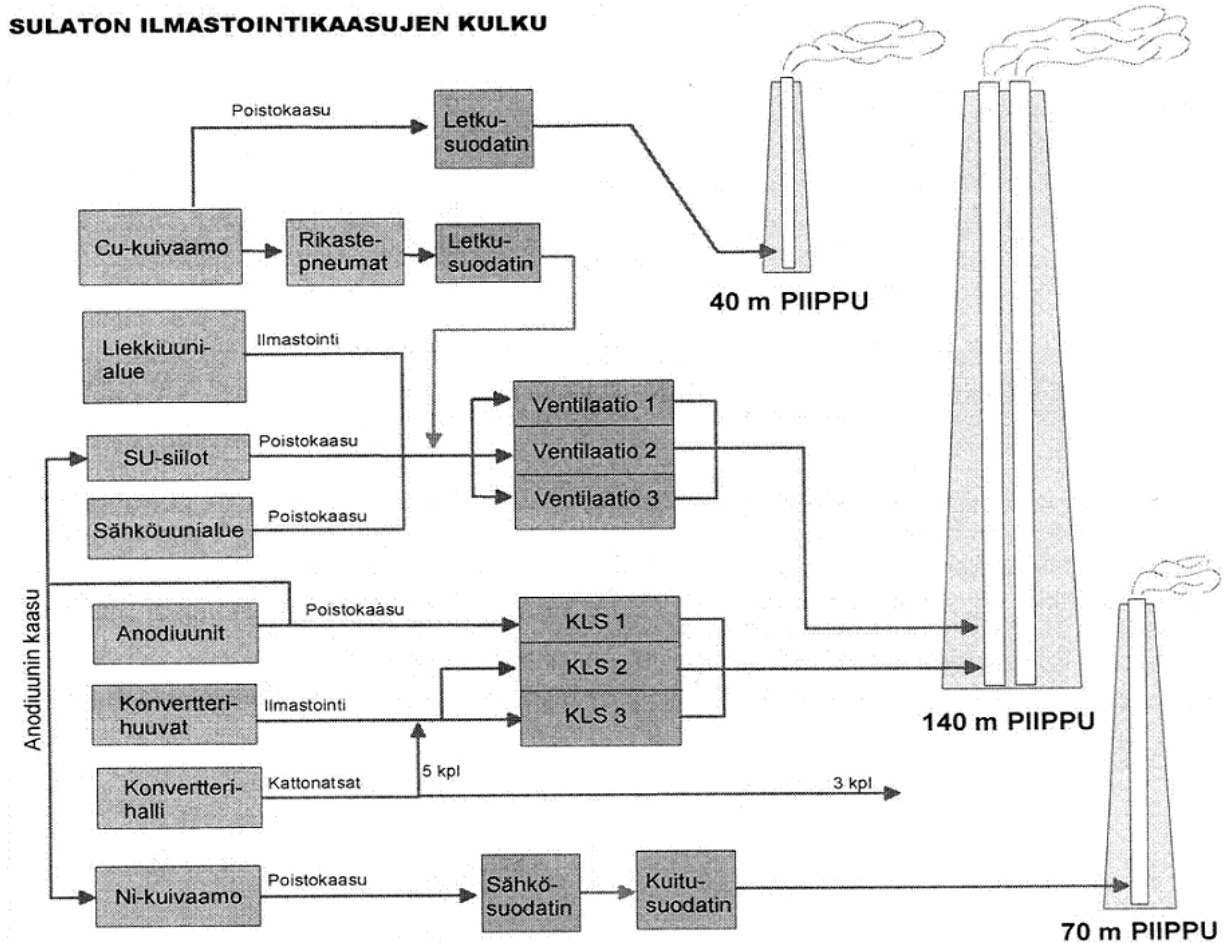 SULATON ILMASTOINTIKAASUJEN KULKU
Poistokaasu
Letku-
suodatin
Cu-kuivaamo
Rikaste-
pneumat
Letku-
suodatin
40 m PIIPPU
Liekkiuuni-
alue
Ilmastointi
Ventilaatio 1
SU-siilot
Poistokaasu
Ventilaatio 2
Ventilaatio 3
Sähköuunialue
Poistokaasu
Anodiuunin kaasu
Anodiuunit
Poistokaasu
KLS 1
KLS 2
Konvertteri-
huuvat
Ilmastointi
KLS 3
140 m PIIPPU
Konvertteri-
halli
Kattonatsat
5 kpl
3 kpl
Ni-kuivaamo
Poistokaasu
Sähkö-
suodatin
Kuitu-
suodatin
70 m PIIPPU